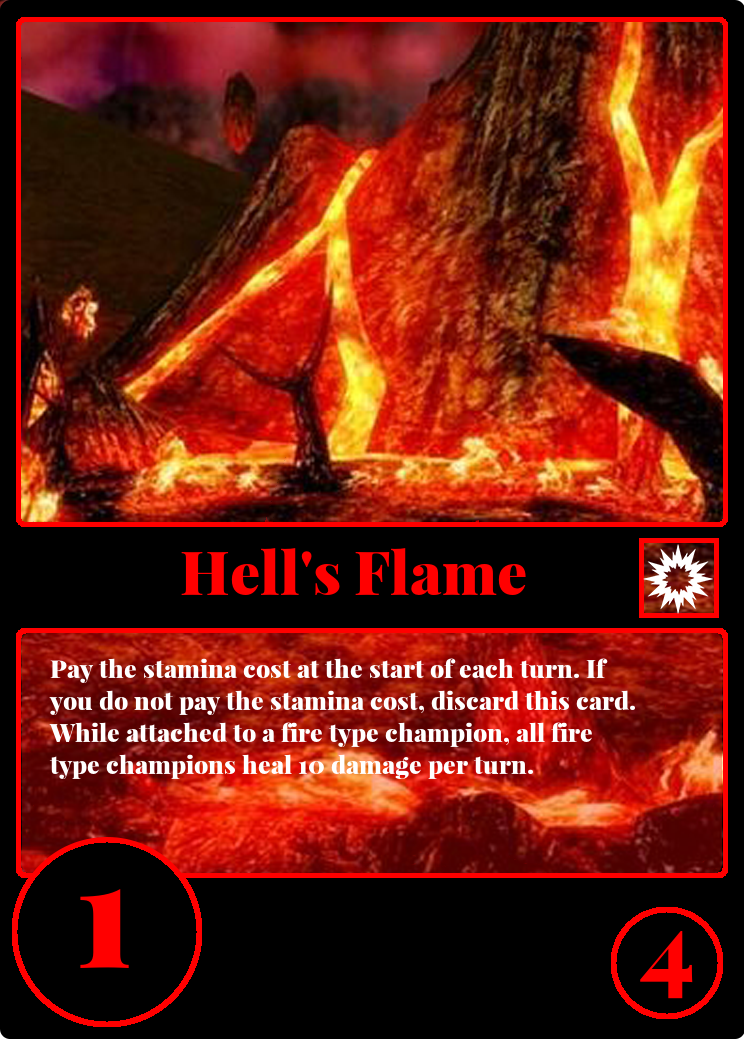 Hell's Flame
Pay the stamina cost at the start of each turn. If
you do not pay the stamina cost, discard this card.
While attached to a fire type champion, all fire
type champions heal 10 damage per turn.
1
4